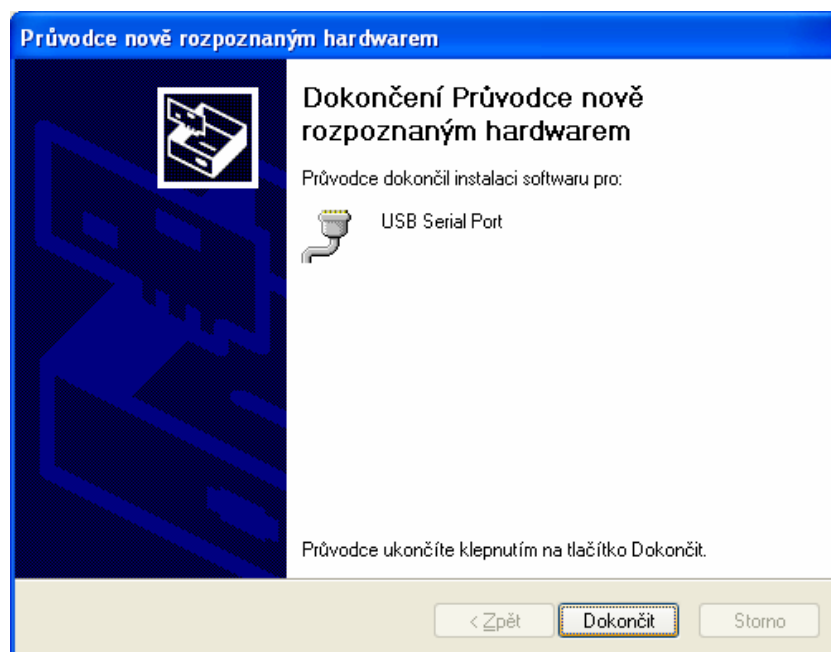 Průvodce nově rozpoznaným hardwarem
Dokončení Průvodce nově
rozpoznaným hardwarem
Průvodce dokončil instalaci softwaru pro:
USB Serial Port
Průvodce ukončíte klepnutím na tlačítko Dokončit.
< Zpět
Dokončit
Storno